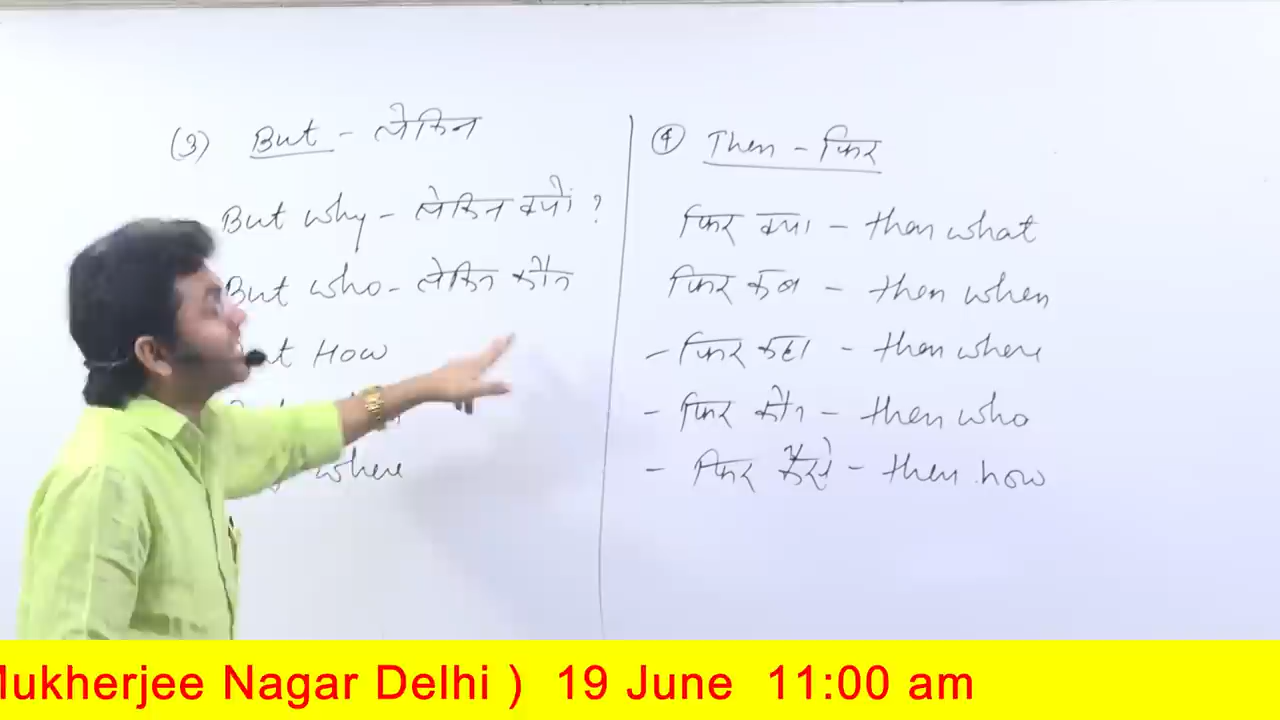 (3) But - लेकिन
But why - लेकिन क्यों ?
But who - लेकिन कौन
How
where
④ Then - फिर
फिर क्या - then what
फिर कब - then when
- फिर कहा - then where
- फिर कौन - then who
- फिर कैसे - then how
Mukherjee Nagar Delhi ) 19 June 11:00 am